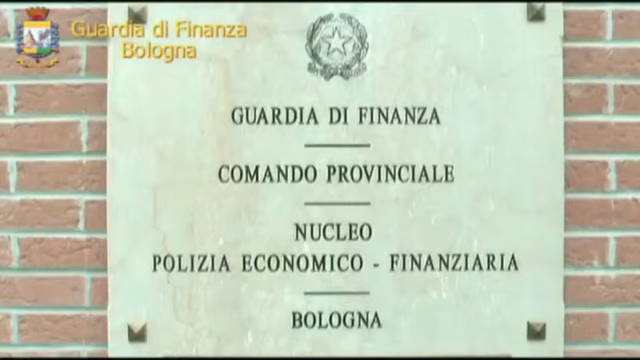 Guardia di Finanza
Bologna
GUARDIA DI FINANZA
COMANDO PROVINCIALE
NUCLEO
POLIZIA ECONOMICO - FINANZIARIA
BOLOGNA